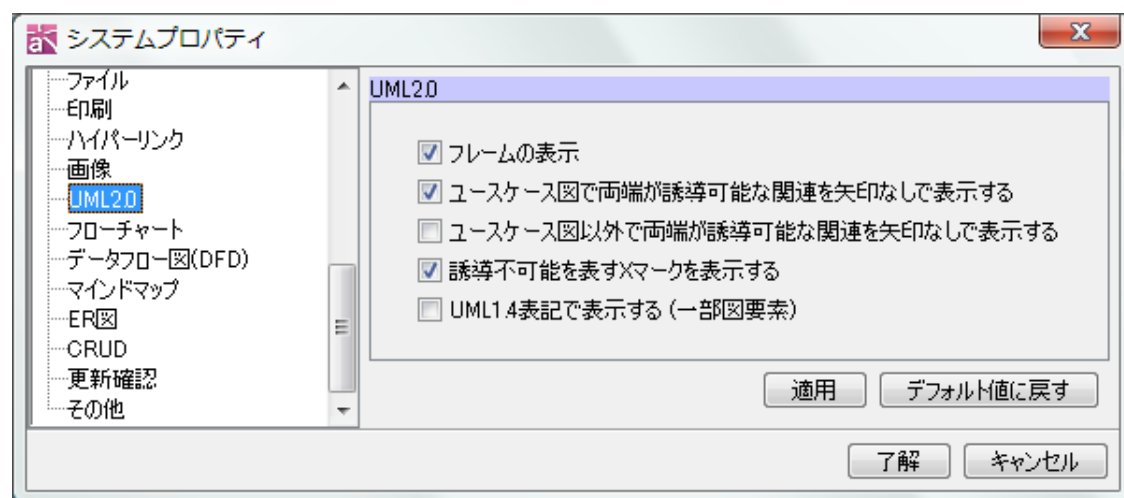 システムプロパティ
ファイル
印刷
ハイパーリンク
画像
UML2.0
フローチャート
データフロー図(DFD)
マインドマップ
ER図
CRUD
更新確認
その他
UML2.0
フレームの表示
ユースケース図で両端が誘導可能な関連を矢印なしで表示する
ユースケース図以外で両端が誘導可能な関連を矢印なしで表示する
誘導不可能を表すXマークを表示する
UML1.4表記で表示する (一部図要素)
適用
デフォルト値に戻す
了解
キャンセル